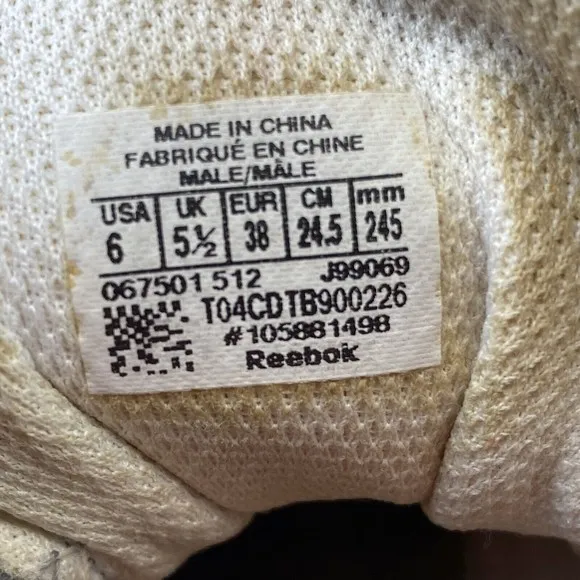 MADE IN CHINA
FABRIQUÉ EN CHINE
MALE/MÂLE
USA UK EUR CM mm
6 5½ 38 24.5 245
067501 512 J99069
T04CDTB900226
#105881498
Reebok